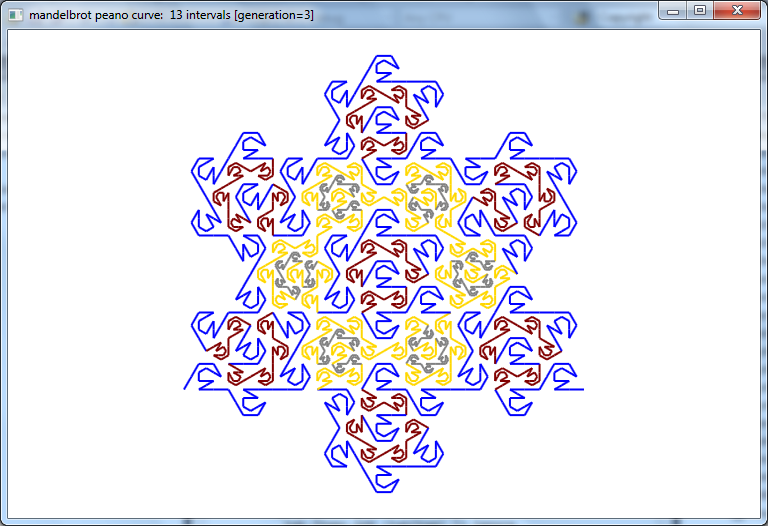 mandelbrot peano curve:  13 intervals [generation=3]